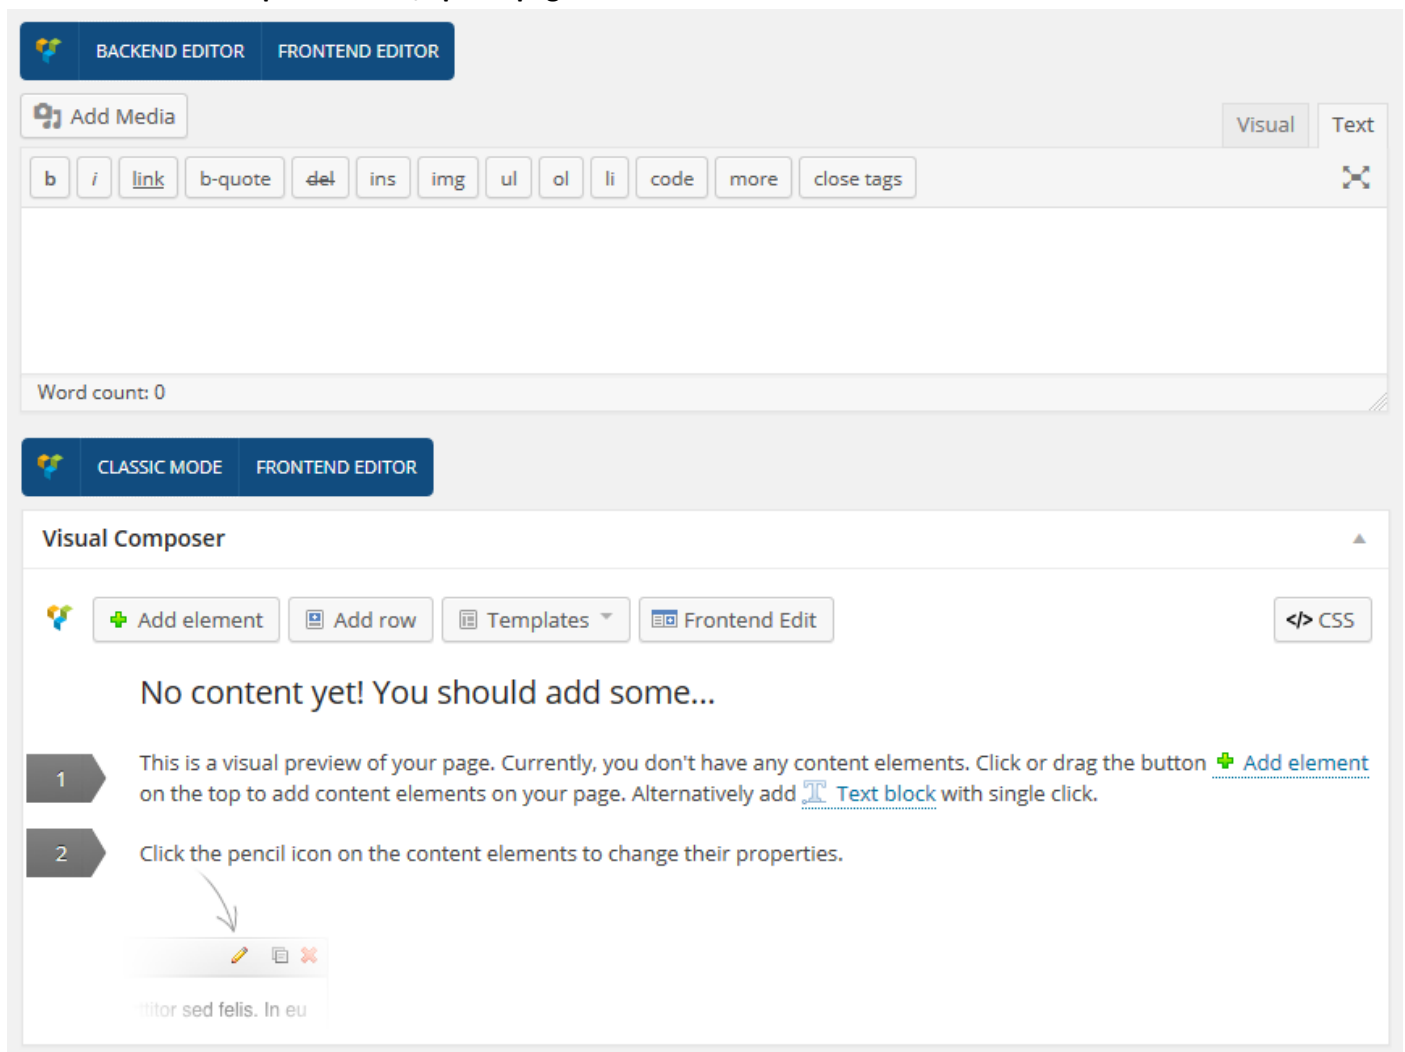 BACKEND EDITOR FRONTEND EDITOR
Add Media
Visual Text
b i link b-quote del ins img ul ol li code more close tags
Word count: 0
CLASSIC MODE FRONTEND EDITOR
Visual Composer
Add element Add row Templates Frontend Edit </> CSS
No content yet! You should add some...
1 This is a visual preview of your page. Currently, you don't have any content elements. Click or drag the button Add element
on the top to add content elements on your page. Alternatively add Text block with single click.
2 Click the pencil icon on the content elements to change their properties.
sed felis. In eu